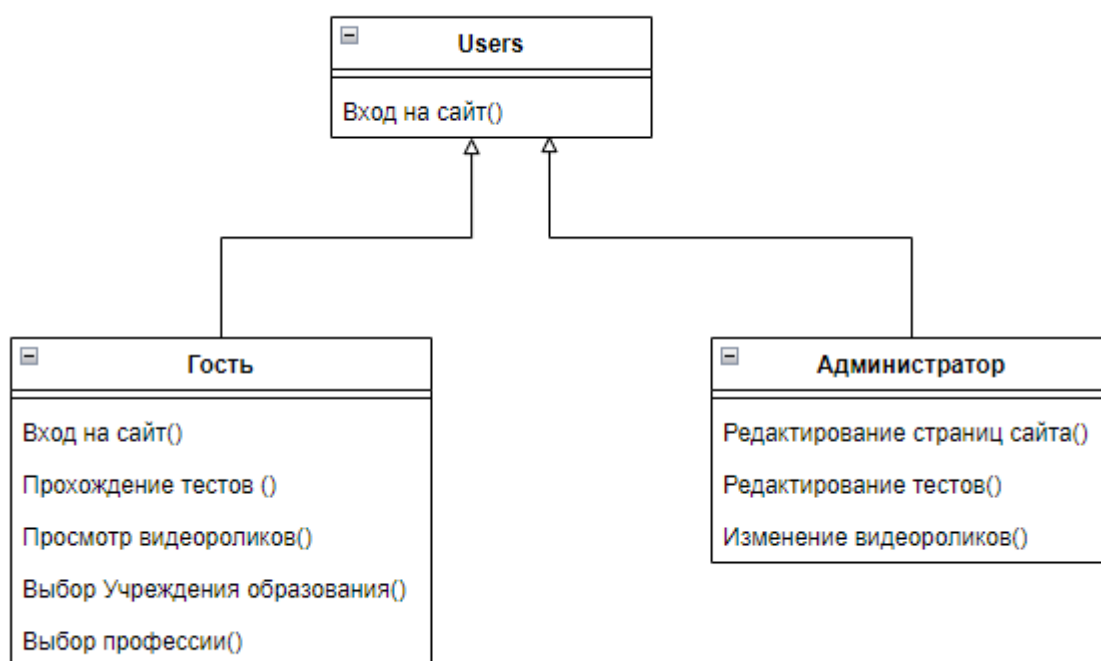 Users
Вход на сайт()
Гость
Вход на сайт()
Прохождение тестов ()
Просмотр видеороликов()
Выбор Учреждения образования()
Выбор профессии()
Администратор
Редактирование страниц сайта()
Редактирование тестов()
Изменение видеороликов()